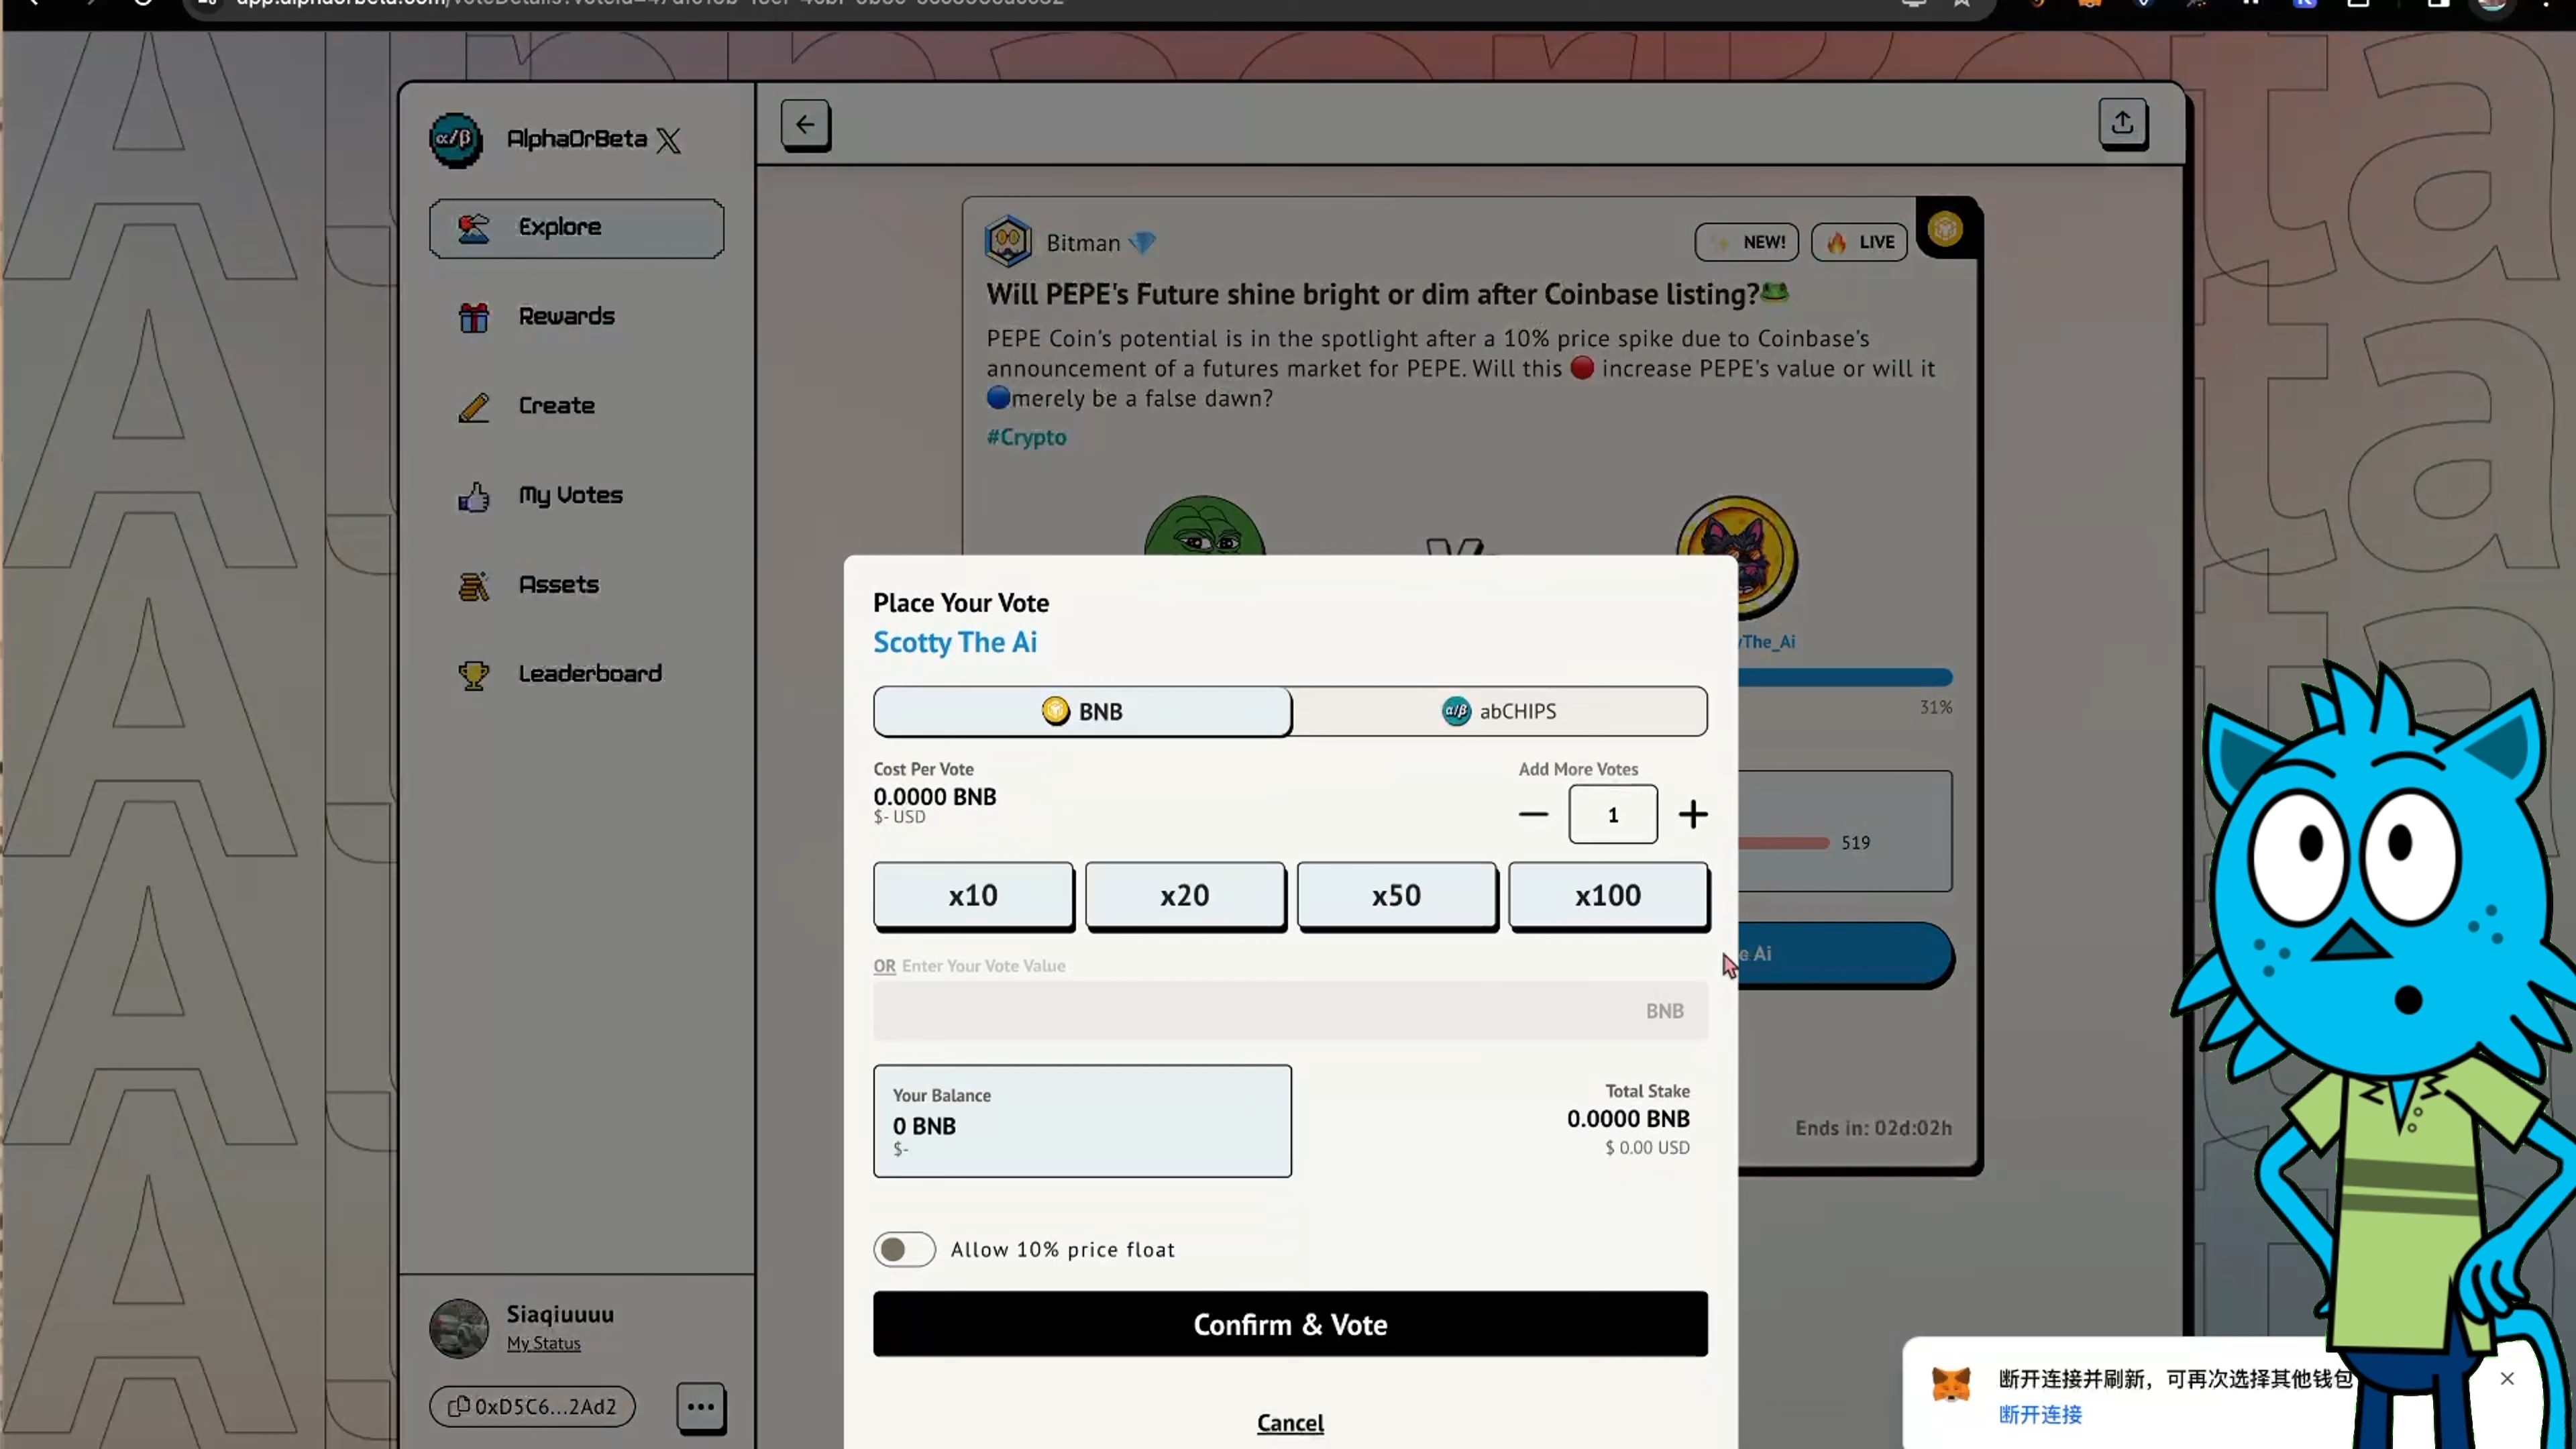 AlphaOrBeta
Explore
Rewards
Create
My Votes
Assets
Leaderboard
Siaqiuuuu
My Status
0xD5C6...2Ad2
Bitman
NEW!
LIVE
Will PEPE's Future shine bright or dim after Coinbase listing?
PEPE Coin's potential is in the spotlight after a 10% price spike due to Coinbase's
announcement of a futures market for PEPE. Will this 🔴 increase PEPE's value or will it
🔵merely be a false dawn?
#Crypto
yThe_Ai
31%
519
e Ai
Ends in: 02d:02h
Place Your Vote
Scotty The Ai
BNB
α/β abCHIPS
Cost Per Vote
0.0000 BNB
$- USD
Add More Votes
1
x10
x20
x50
x100
OR Enter Your Vote Value
BNB
Your Balance
0 BNB
$-
Total Stake
0.0000 BNB
$ 0.00 USD
Allow 10% price float
Confirm & Vote
Cancel
断开连接并刷新，可再次选择其他钱包
断开连接